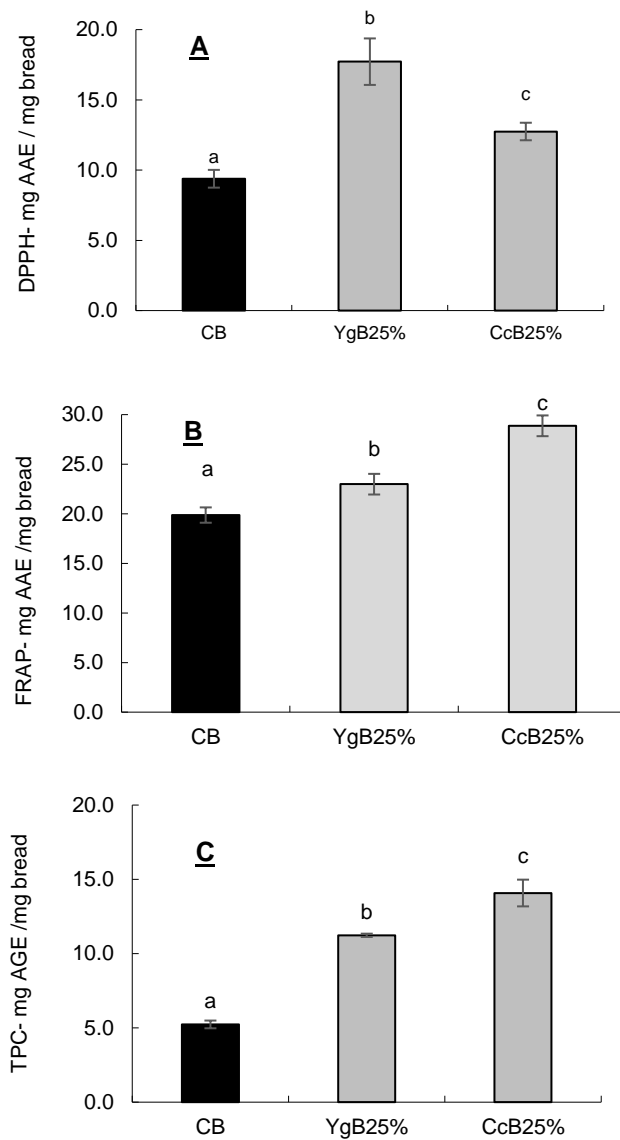 20.0
15.0
10.0
5.0
0.0
DPPH- mg AAE / mg bread
A
a
b
c
CB YgB25% CcB25%
30.0
25.0
20.0
15.0
10.0
5.0
0.0
FRAP- mg AAE /mg bread
B
a
b
c
CB YgB25% CcB25%
20.0
15.0
10.0
5.0
0.0
TPC- mg AGE /mg bread
C
a
b
c
CB YgB25% CcB25%